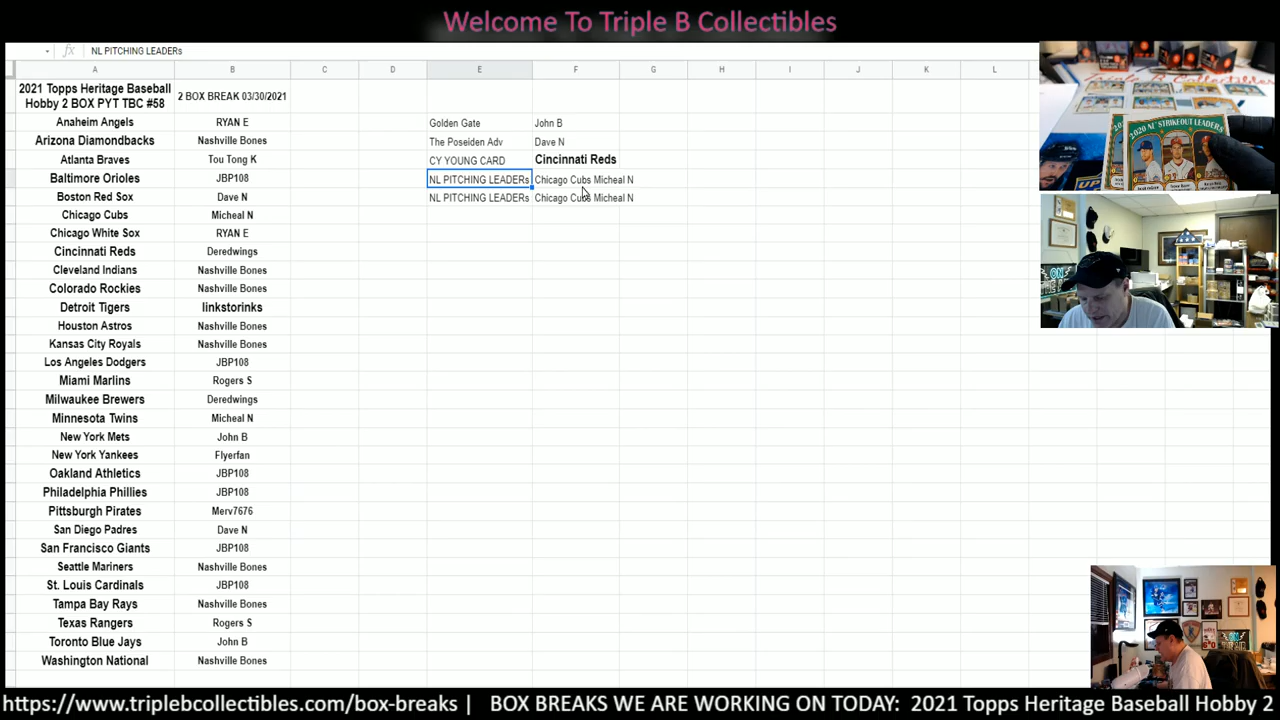 Welcome To Triple B Collectibles
fx NL PITCHING LEADERs
A B C D E F G H I J K L
2021 Topps Heritage Baseball
Hobby 2 BOX PYT TBC #58
2 BOX BREAK 03/30/2021
Anaheim Angels RYAN E Golden Gate John B
Arizona Diamondbacks Nashville Bones The Poseiden Adv Dave N
Atlanta Braves Tou Tong K CY YOUNG CARD Cincinnati Reds
Baltimore Orioles JBP108 NL PITCHING LEADERs Chicago Cubs Micheal N
Boston Red Sox Dave N NL PITCHING LEADERs Chicago Cubs Micheal N
Chicago Cubs Micheal N
Chicago White Sox RYAN E
Cincinnati Reds Deredwings
Cleveland Indians Nashville Bones
Colorado Rockies Nashville Bones
Detroit Tigers linkstorinks
Houston Astros Nashville Bones
Kansas City Royals Nashville Bones
Los Angeles Dodgers JBP108
Miami Marlins Rogers S
Milwaukee Brewers Deredwings
Minnesota Twins Micheal N
New York Mets John B
New York Yankees Flyerfan
Oakland Athletics JBP108
Philadelphia Phillies JBP108
Pittsburgh Pirates Merv7676
San Diego Padres Dave N
San Francisco Giants JBP108
Seattle Mariners Nashville Bones
St. Louis Cardinals JBP108
Tampa Bay Rays Nashville Bones
Texas Rangers Rogers S
Toronto Blue Jays John B
Washington National Nashville Bones
2020 NL STRIKEOUT LEADERS
UP
ON
https://www.triplebcollectibles.com/box-breaks | BOX BREAKS WE ARE WORKING ON TODAY: 2021 Topps Heritage Baseball Hobby 2